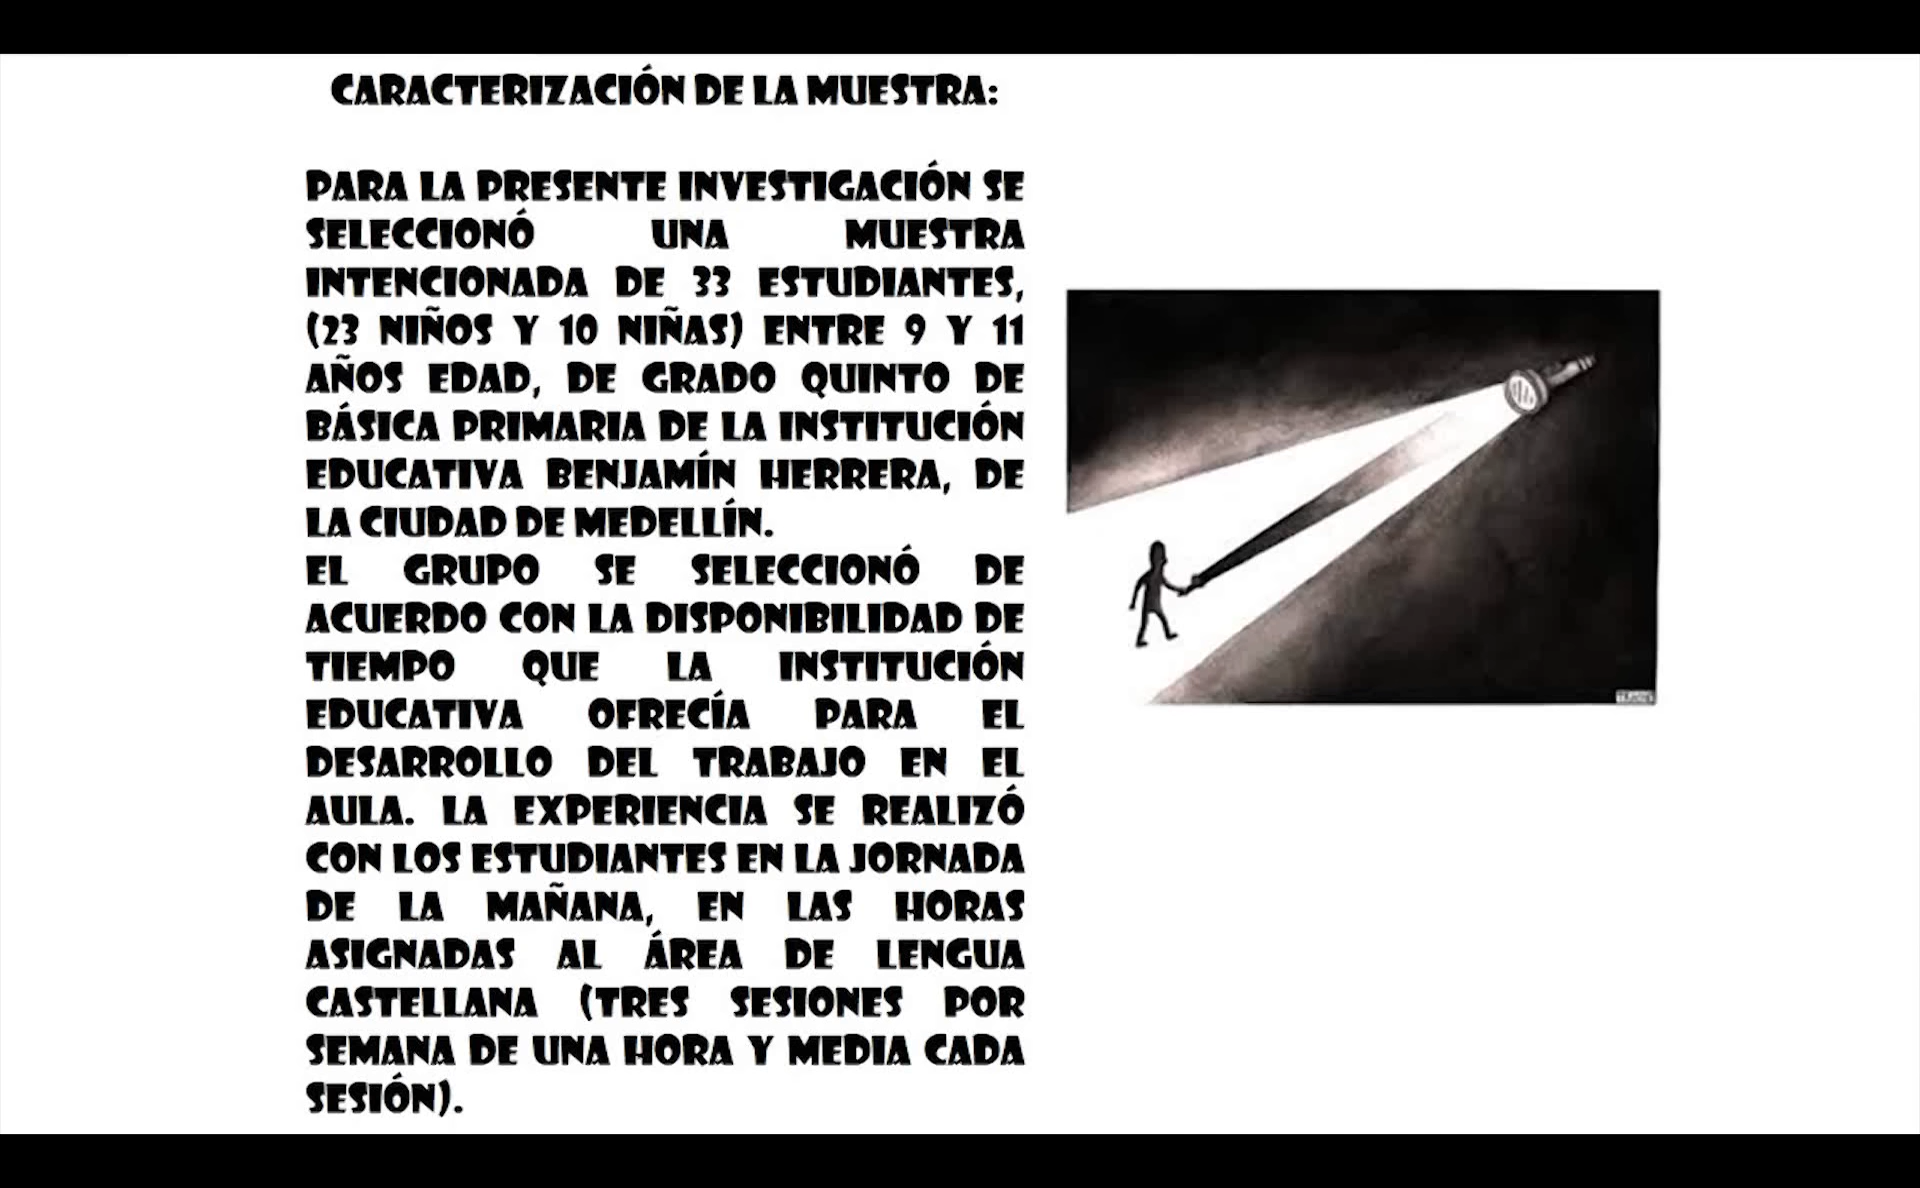 CARACTERIZACIÓN DE LA MUESTRA:
PARA LA PRESENTE INVESTIGACIÓN SE
SELECCIONÓ UNA MUESTRA
INTENCIONADA DE 33 ESTUDIANTES,
(23 NIÑOS Y 10 NIÑAS) ENTRE 9 Y 11
AÑOS EDAD, DE GRADO QUINTO DE
BÁSICA PRIMARIA DE LA INSTITUCIÓN
EDUCATIVA BENJAMÍN HERRERA, DE
LA CIUDAD DE MEDELLÍN.
EL GRUPO SE SELECCIONÓ DE
ACUERDO CON LA DISPONIBILIDAD DE
TIEMPO QUE LA INSTITUCIÓN
EDUCATIVA OFRECÍA PARA EL
DESARROLLO DEL TRABAJO EN EL
AULA. LA EXPERIENCIA SE REALIZÓ
CON LOS ESTUDIANTES EN LA JORNADA
DE LA MAÑANA, EN LAS HORAS
ASIGNADAS AL ÁREA DE LENGUA
CASTELLANA (TRES SESIONES POR
SEMANA DE UNA HORA Y MEDIA CADA
SESIÓN).